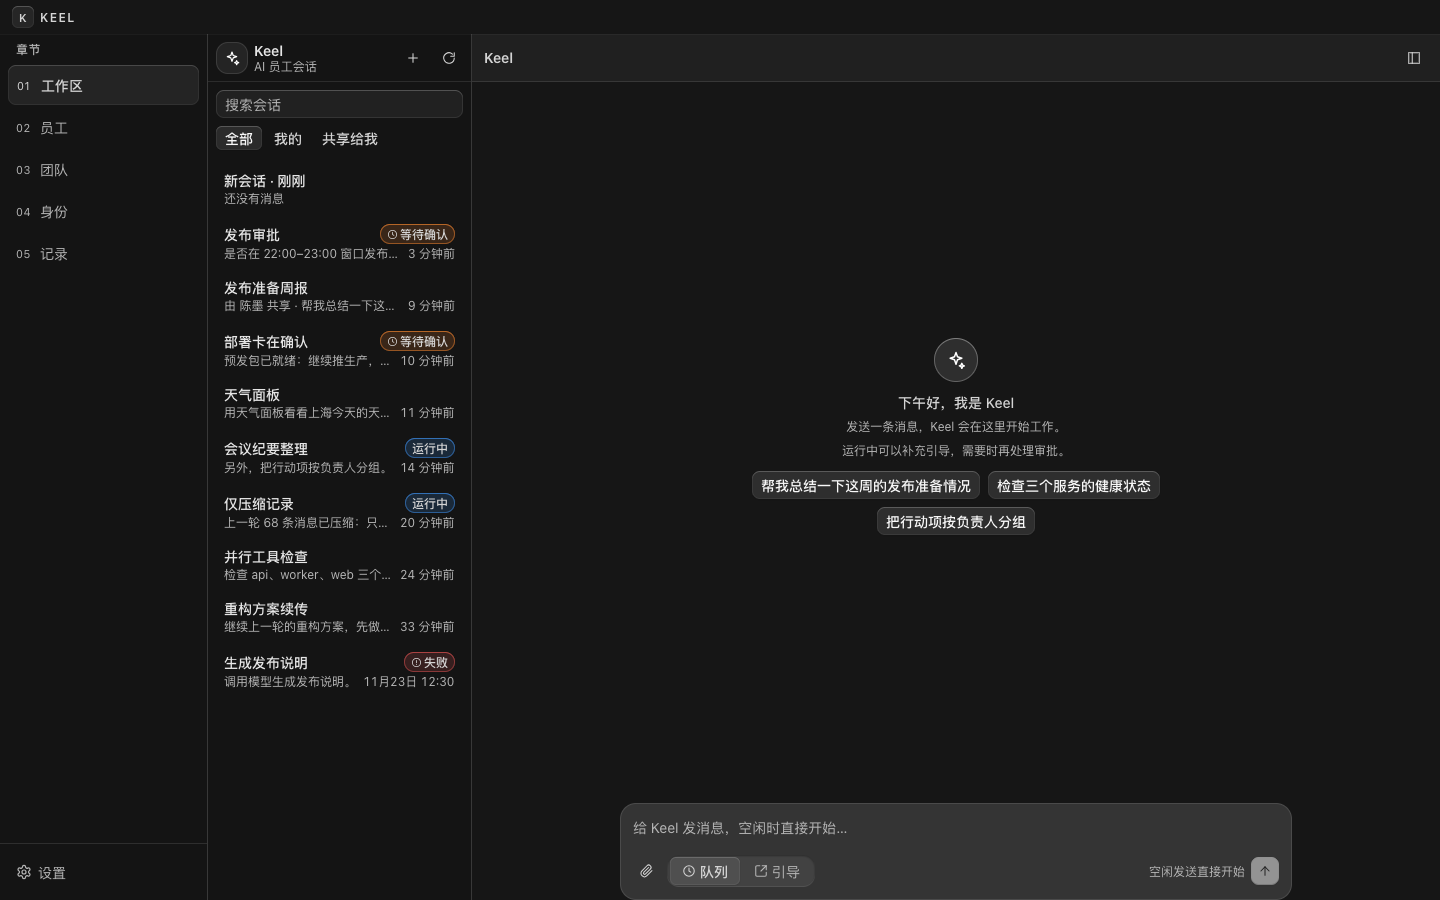 K KEEL
章节
01 工作区
02 员工
03 团队
04 身份
05 记录
设置
Keel
AI 员工会话
搜索会话
全部 我的 共享给我
新会话 · 刚刚
还没有消息
发布审批 等待确认
是否在 22:00–23:00 窗口发布... 3 分钟前
发布准备周报
由 陈墨 共享 · 帮我总结一下这... 9 分钟前
部署卡在确认 等待确认
预发包已就绪：继续推生产，... 10 分钟前
天气面板
用天气面板看看上海今天的天... 11 分钟前
会议纪要整理 运行中
另外，把行动项按负责人分组。 14 分钟前
仅压缩记录 运行中
上一轮 68 条消息已压缩：只... 20 分钟前
并行工具检查
检查 api、worker、web 三个... 24 分钟前
重构方案续传
继续上一轮的重构方案，先做... 33 分钟前
生成发布说明 失败
调用模型生成发布说明。 11月23日 12:30
Keel
下午好，我是 Keel
发送一条消息，Keel 会在这里开始工作。
运行中可以补充引导，需要时再处理审批。
帮我总结一下这周的发布准备情况 检查三个服务的健康状态
把行动项按负责人分组
给 Keel 发消息，空闲时直接开始...
队列 引导 空闲发送直接开始